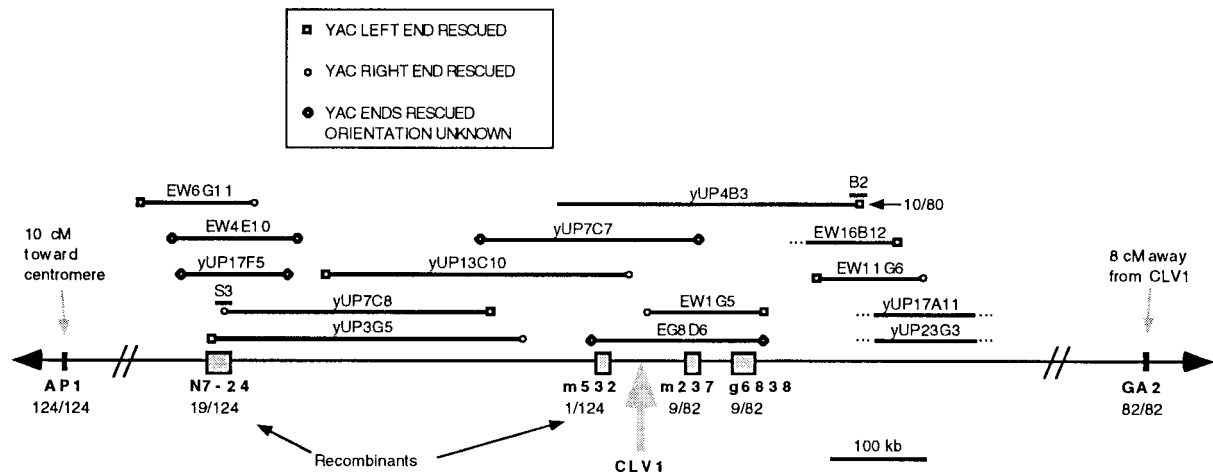 YAC LEFT END RESCUED
YAC RIGHT END RESCUED
YAC ENDS RESCUED
ORIENTATION UNKNOWN
EW6G11
yUP4B3
B2
10/80
10 cM
toward
centromere
EW4E10
yUP7C7
EW16B12
8 cM away
from CLV1
yUP17F5
yUP13C10
EW11G6
S3
yUP7C8
EW1G5
yUP17A11
yUP3G5
EG8D6
yUP23G3
AP1
N7-24
m532
m237
g6838
GA2
124/124
19/124
1/124
9/82
9/82
82/82
Recombinants
CLV1
100 kb